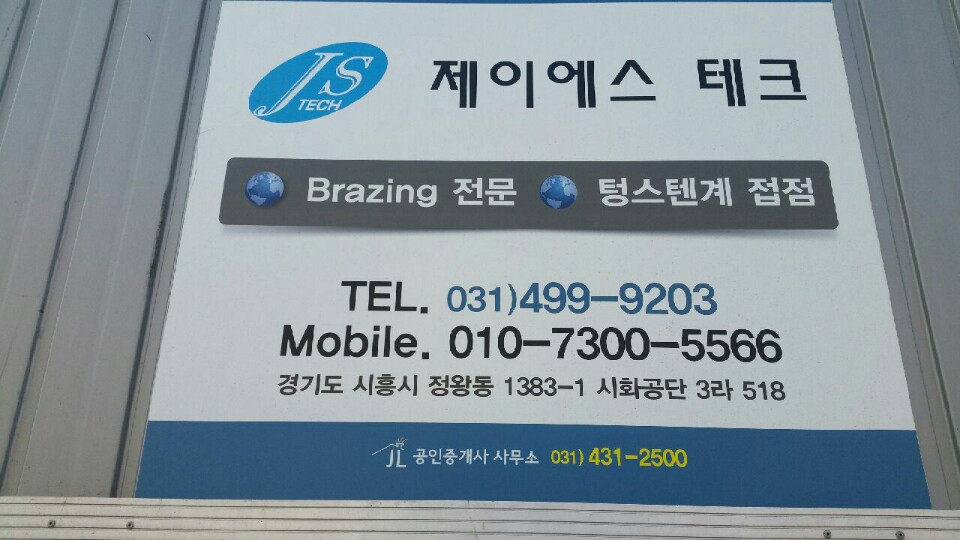 JS TECH 제이에스 테크
Brazing 전문 텅스텐계 접점
TEL. 031)499-9203
Mobile. 010-7300-5566
경기도 시흥시 정왕동 1383-1 시화공단 3라 518
JL 공인중개사 사무소 031) 431-2500